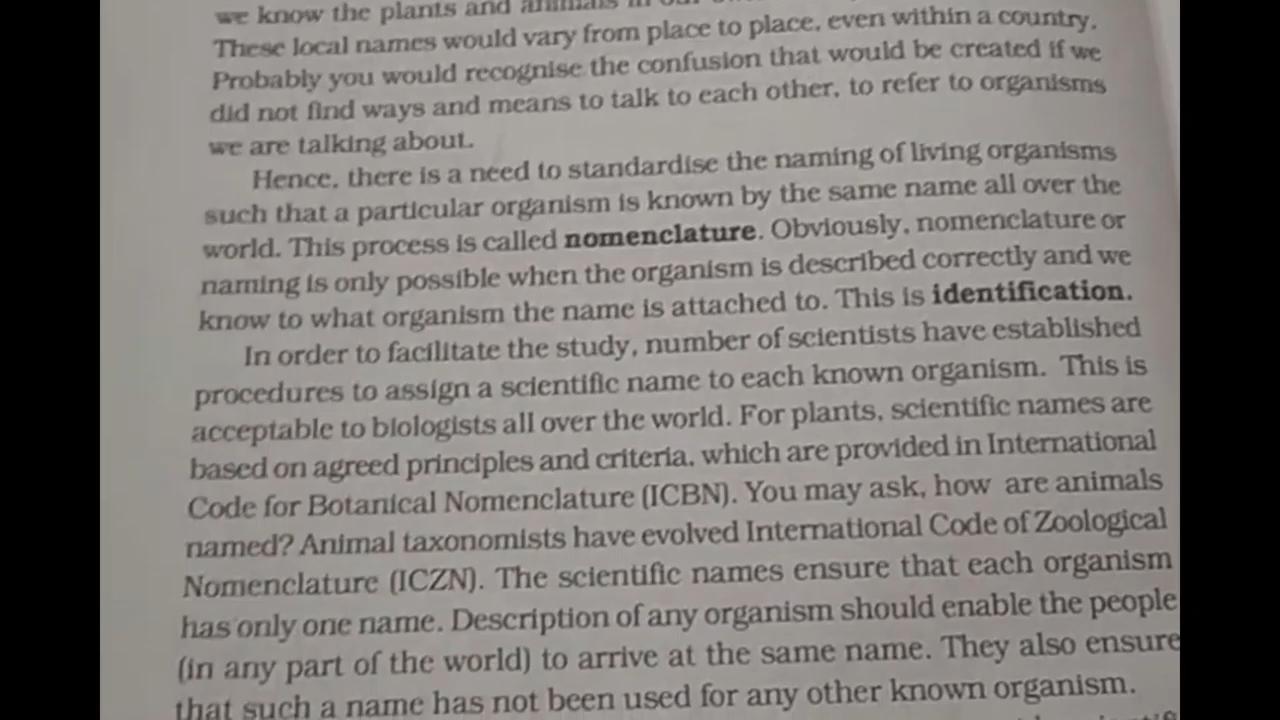 we know the plants and animals in our
These local names would vary from place to place, even within a country.
Probably you would recognise the confusion that would be created if we
did not find ways and means to talk to each other, to refer to organisms
we are talking about.
Hence, there is a need to standardise the naming of living organisms
such that a particular organism is known by the same name all over the
world. This process is called nomenclature. Obviously, nomenclature or
naming is only possible when the organism is described correctly and we
know to what organism the name is attached to. This is identification.
In order to facilitate the study, number of scientists have established
procedures to assign a scientific name to each known organism. This is
acceptable to biologists all over the world. For plants, scientific names are
based on agreed principles and criteria, which are provided in International
Code for Botanical Nomenclature (ICBN). You may ask, how are animals
named? Animal taxonomists have evolved International Code of Zoological
Nomenclature (ICZN). The scientific names ensure that each organism
has only one name. Description of any organism should enable the people
(in any part of the world) to arrive at the same name. They also ensure
that such a name has not been used for any other known organism.